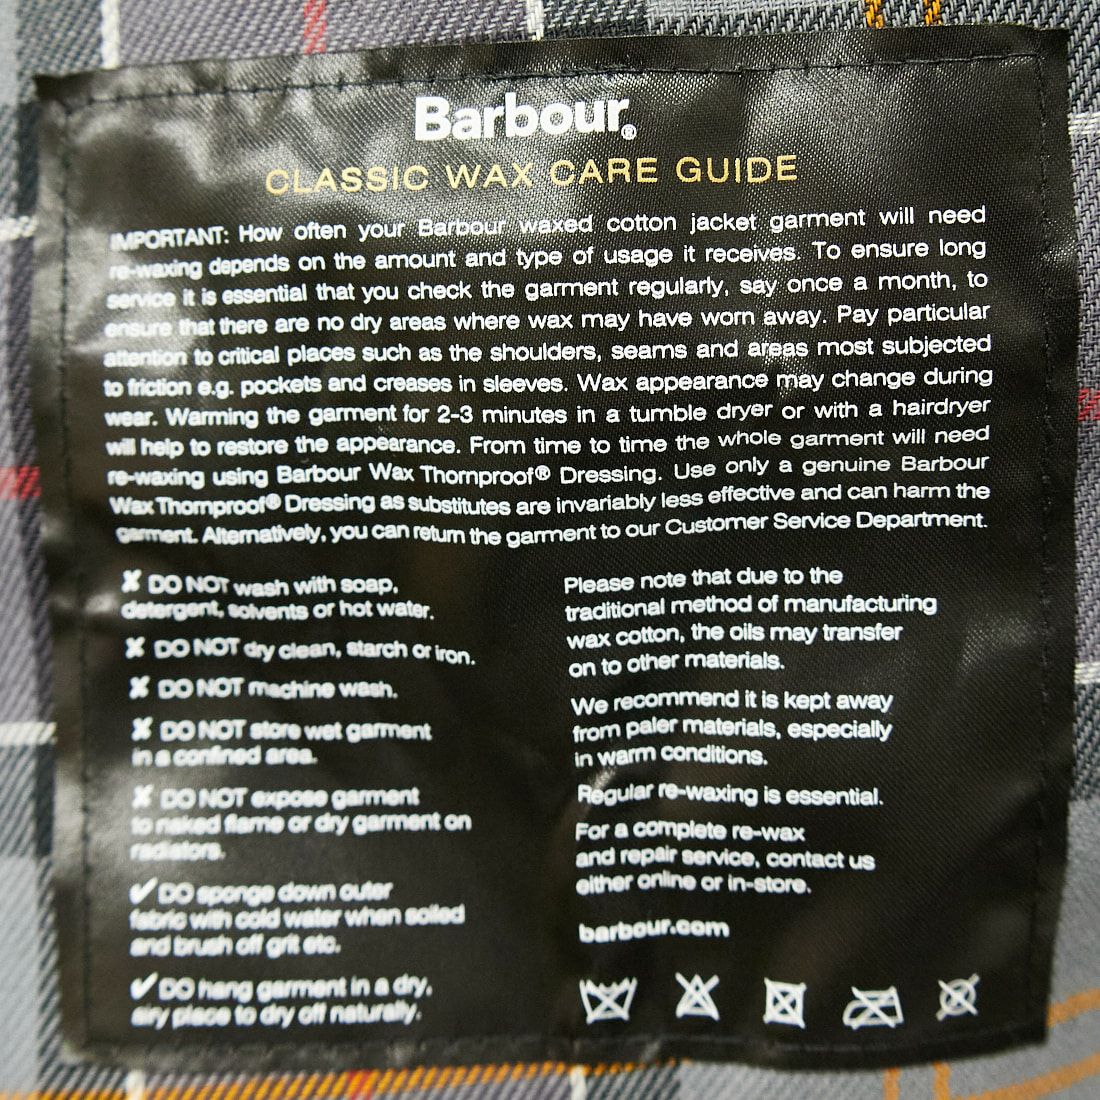 Barbour®
CLASSIC WAX CARE GUIDE
IMPORTANT: How often your Barbour waxed cotton jacket garment will need
re-waxing depends on the amount and type of usage it receives. To ensure long
service it is essential that you check the garment regularly, say once a month, to
ensure that there are no dry areas where wax may have worn away. Pay particular
attention to critical places such as the shoulders, seams and areas most subjected
to friction e.g. pockets and creases in sleeves. Wax appearance may change during
wear. Warming the garment for 2-3 minutes in a tumble dryer or with a hairdryer
will help to restore the appearance. From time to time the whole garment will need
re-waxing using Barbour Wax Thornproof® Dressing. Use only a genuine Barbour
Wax Thornproof® Dressing as substitutes are invariably less effective and can harm the
garment. Alternatively, you can return the garment to our Customer Service Department.
✘ DO NOT wash with soap,
detergent, solvents or hot water.
✘ DO NOT dry clean, starch or iron.
✘ DO NOT machine wash.
✘ DO NOT store wet garment
in a confined area.
✘ DO NOT expose garment
to naked flame or dry garment on
radiators.
✔ DO sponge down outer
fabric with cold water when soiled
and brush off grit etc.
✔ DO hang garment in a dry,
airy place to dry off naturally.
Please note that due to the
traditional method of manufacturing
wax cotton, the oils may transfer
on to other materials.
We recommend it is kept away
from paler materials, especially
in warm conditions.
Regular re-waxing is essential.
For a complete re-wax
and repair service, contact us
either online or in-store.
barbour.com